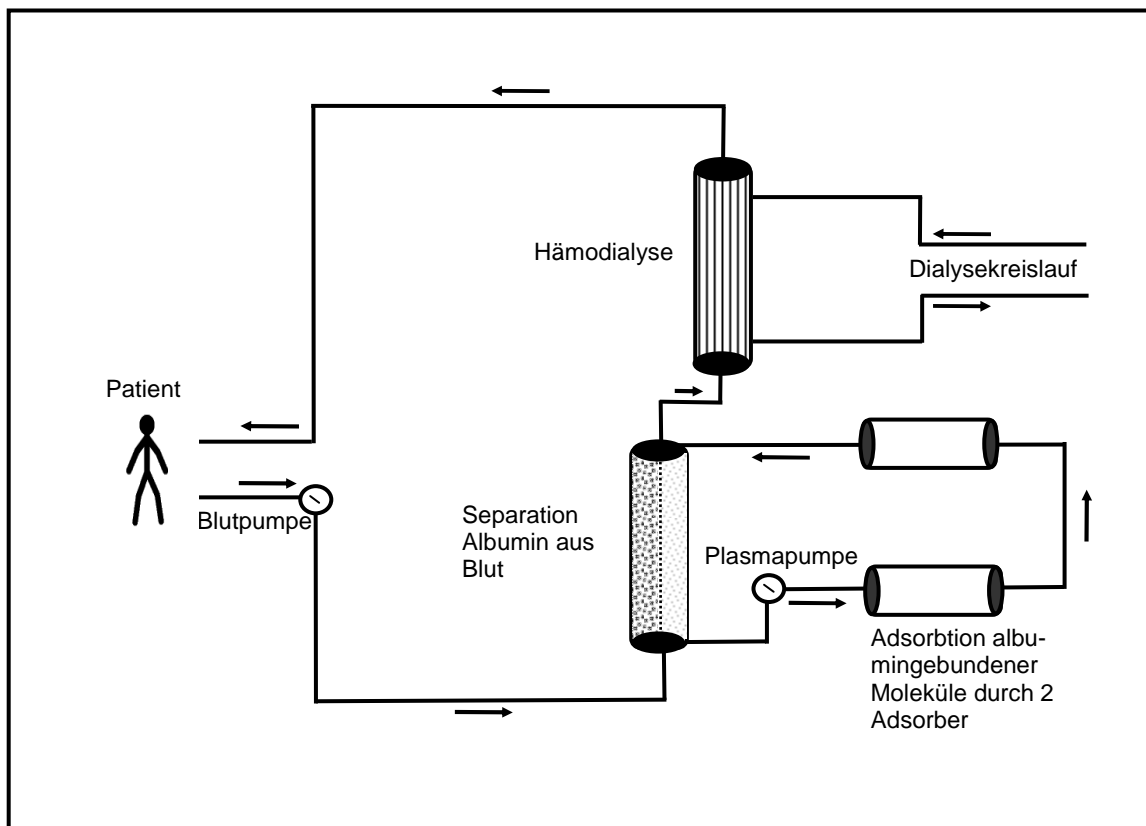 Hämodialyse
Dialysekreislauf
Patient
Blutpumpe
Separation
Albumin aus
Blut
Plasmapumpe
Adsorbtion albu-
mingebundener
Moleküle durch 2
Adsorber